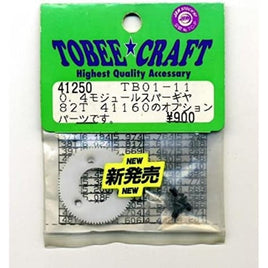 TOBEE★CRAFT
Highest Quality Accessary
41250 TB01-11
0.4モジュールスパーギヤ
82T 41160のオプション
パーツです。 ¥900
NEW
新発売
NEW